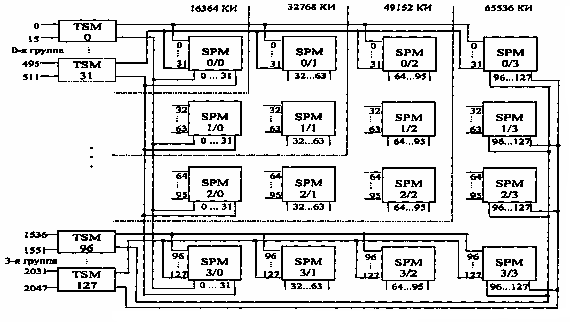 16364 КИ 32768 КИ 49152 КИ 65536 КИ
0 TSM
15 0
0-я группа
495 TSM
511 31
0 SPM 0 SPM 0 SPM 0 SPM
31 0/0 31 0/1 31 0/2 31 0/3
0 ... 31 32...63 64...95 96...127
32 SPM 32 SPM 32 SPM 32 SPM
63 1/0 63 1/1 63 1/2 63 1/3
0 ... 31 32...63 64...95 96...127
64 SPM 64 SPM 64 SPM 64 SPM
95 2/0 95 2/1 95 2/2 95 2/3
0 ... 31 32...63 64...95 96...127
1536 TSM
1551 96
3-я группа
2031 TSM
2047 127
96 SPM 96 SPM 96 SPM 96 SPM
127 3/0 127 3/1 127 3/2 127 3/3
0 ... 31 32...63 64...95 96...127